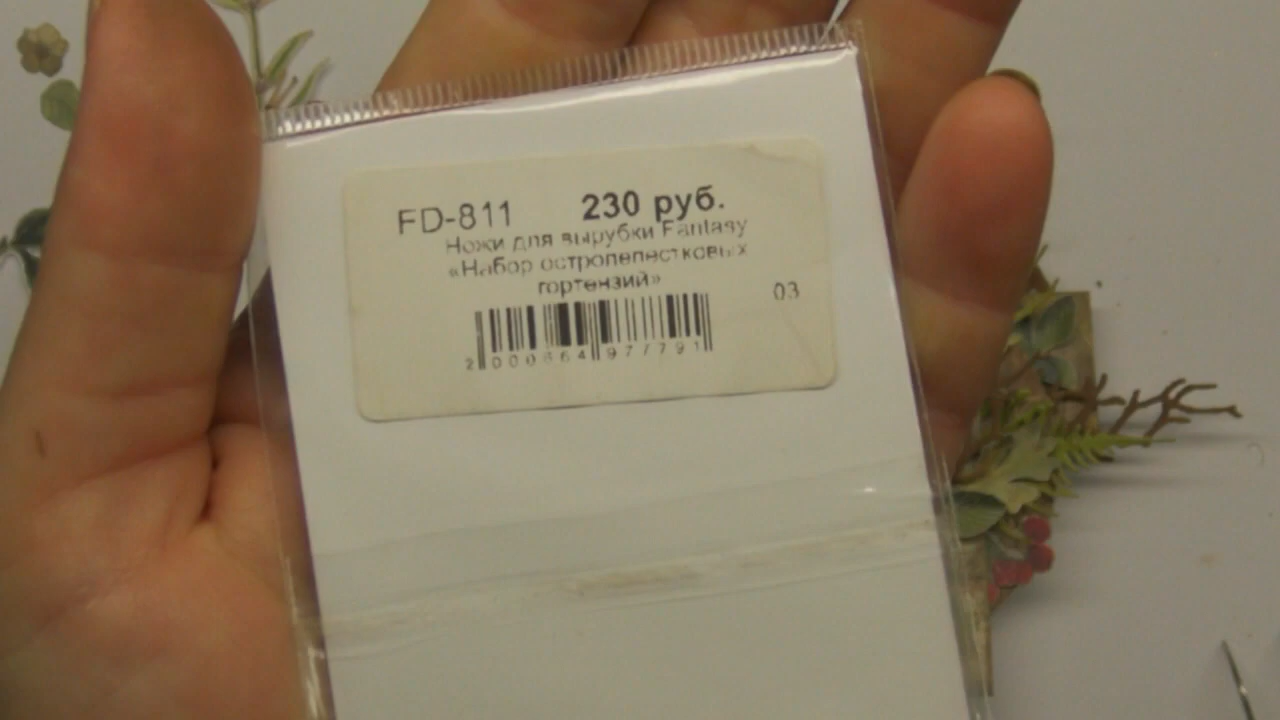 FD-811 230 руб.
Ножи для вырубки Fantasy
«Набор остролепестковых
гортензий»
03
2000664977791